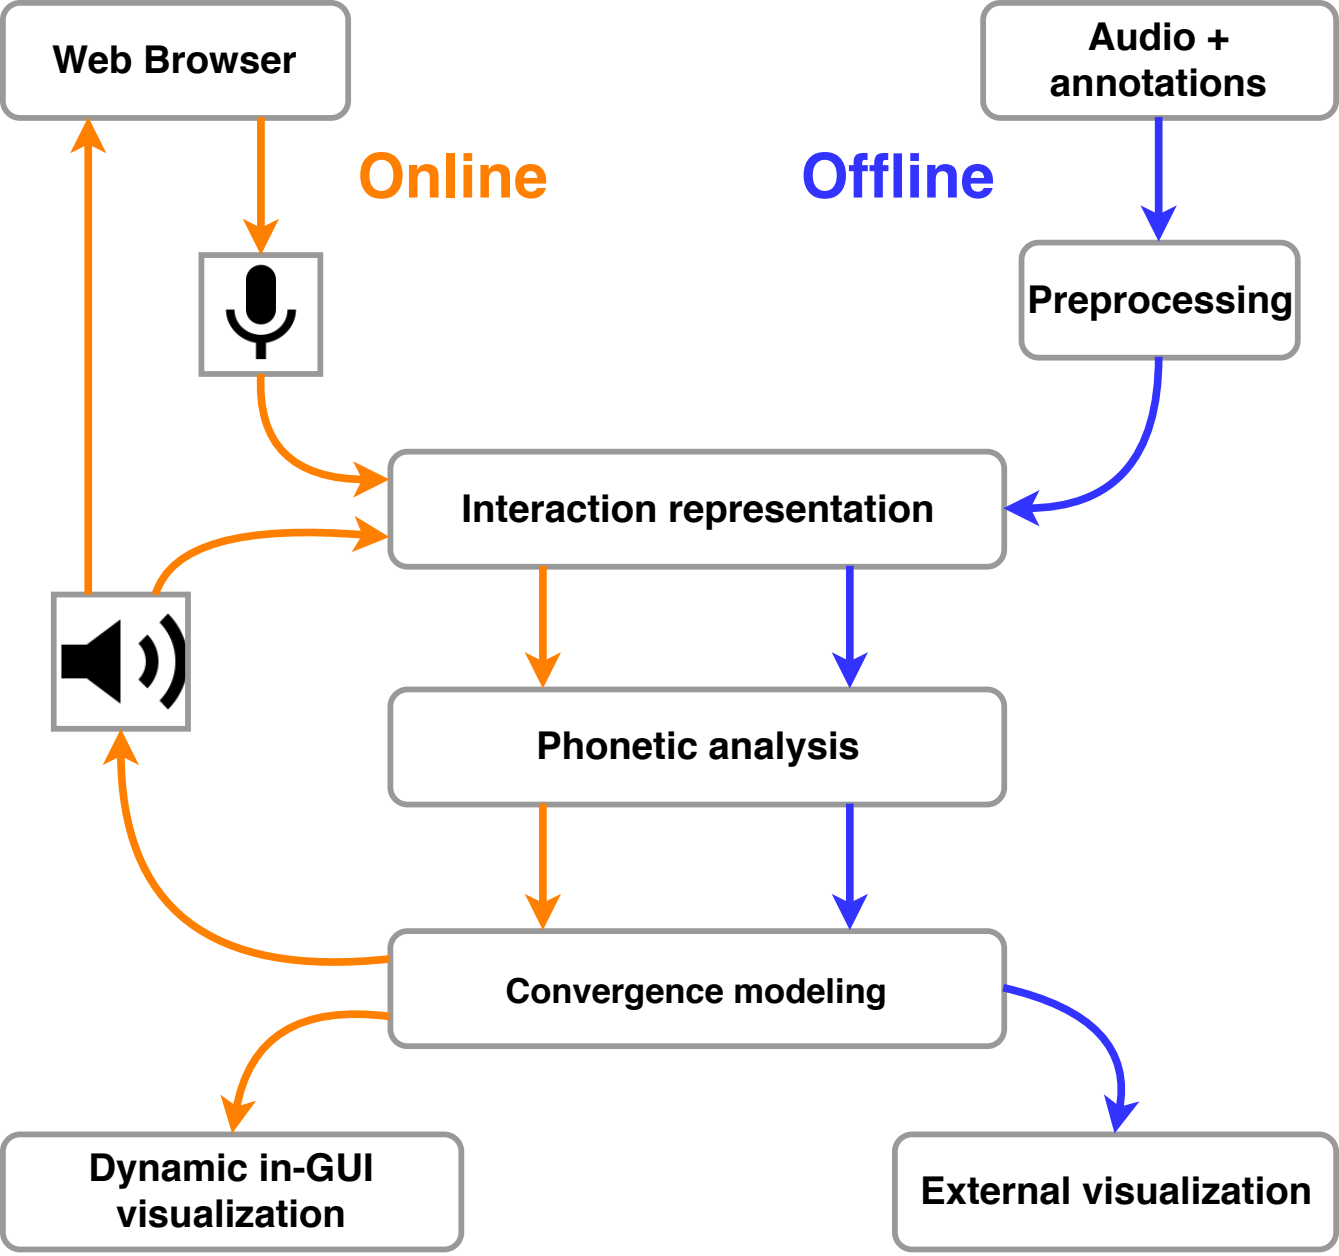 Web Browser
Audio +
annotations
Online
Offline
Preprocessing
Interaction representation
Phonetic analysis
Convergence modeling
Dynamic in-GUI
visualization
External visualization